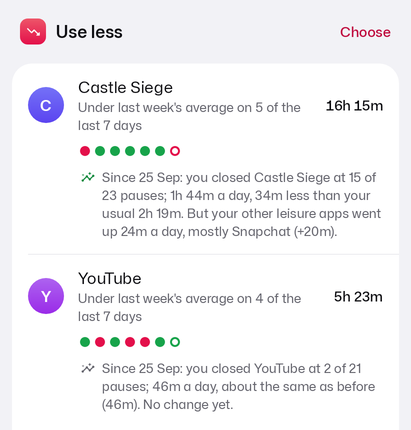 Use less
Choose
C
Castle Siege
16h 15m
Under last week's average on 5 of the
last 7 days
Since 25 Sep: you closed Castle Siege at 15 of
23 pauses; 1h 44m a day, 34m less than your
usual 2h 19m. But your other leisure apps went
up 24m a day, mostly Snapchat (+20m).
Y
YouTube
5h 23m
Under last week's average on 4 of the
last 7 days
Since 25 Sep: you closed YouTube at 2 of 21
pauses; 46m a day, about the same as before
(46m). No change yet.